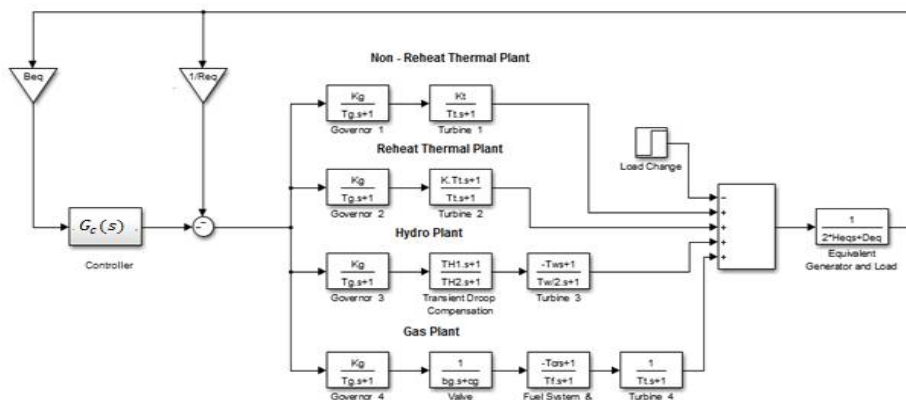 Non - Reheat Thermal Plant
Beq
1/Req
Kg
Tg.s+1
Governor 1
Kt
Tt.s+1
Turbine 1
Load Change
Reheat Thermal Plant
Kg
Tg.s+1
Governor 2
K.Tt.s+1
Tt.s+1
Turbine 2
Gc(s)
Controller
1
2*Heqs+Deq
Equivalent
Generator and Load
Hydro Plant
Kg
Tg.s+1
Governor 3
TH1.s+1
TH2.s+1
Transient Droop
Compensation
-Tws+1
Tw/2.s+1
Turbine 3
Gas Plant
Kg
Tg.s+1
Governor 4
1
bg.s+cg
Valve
-Tcrs+1
Tf.s+1
Fuel System &
1
Tt.s+1
Turbine 4